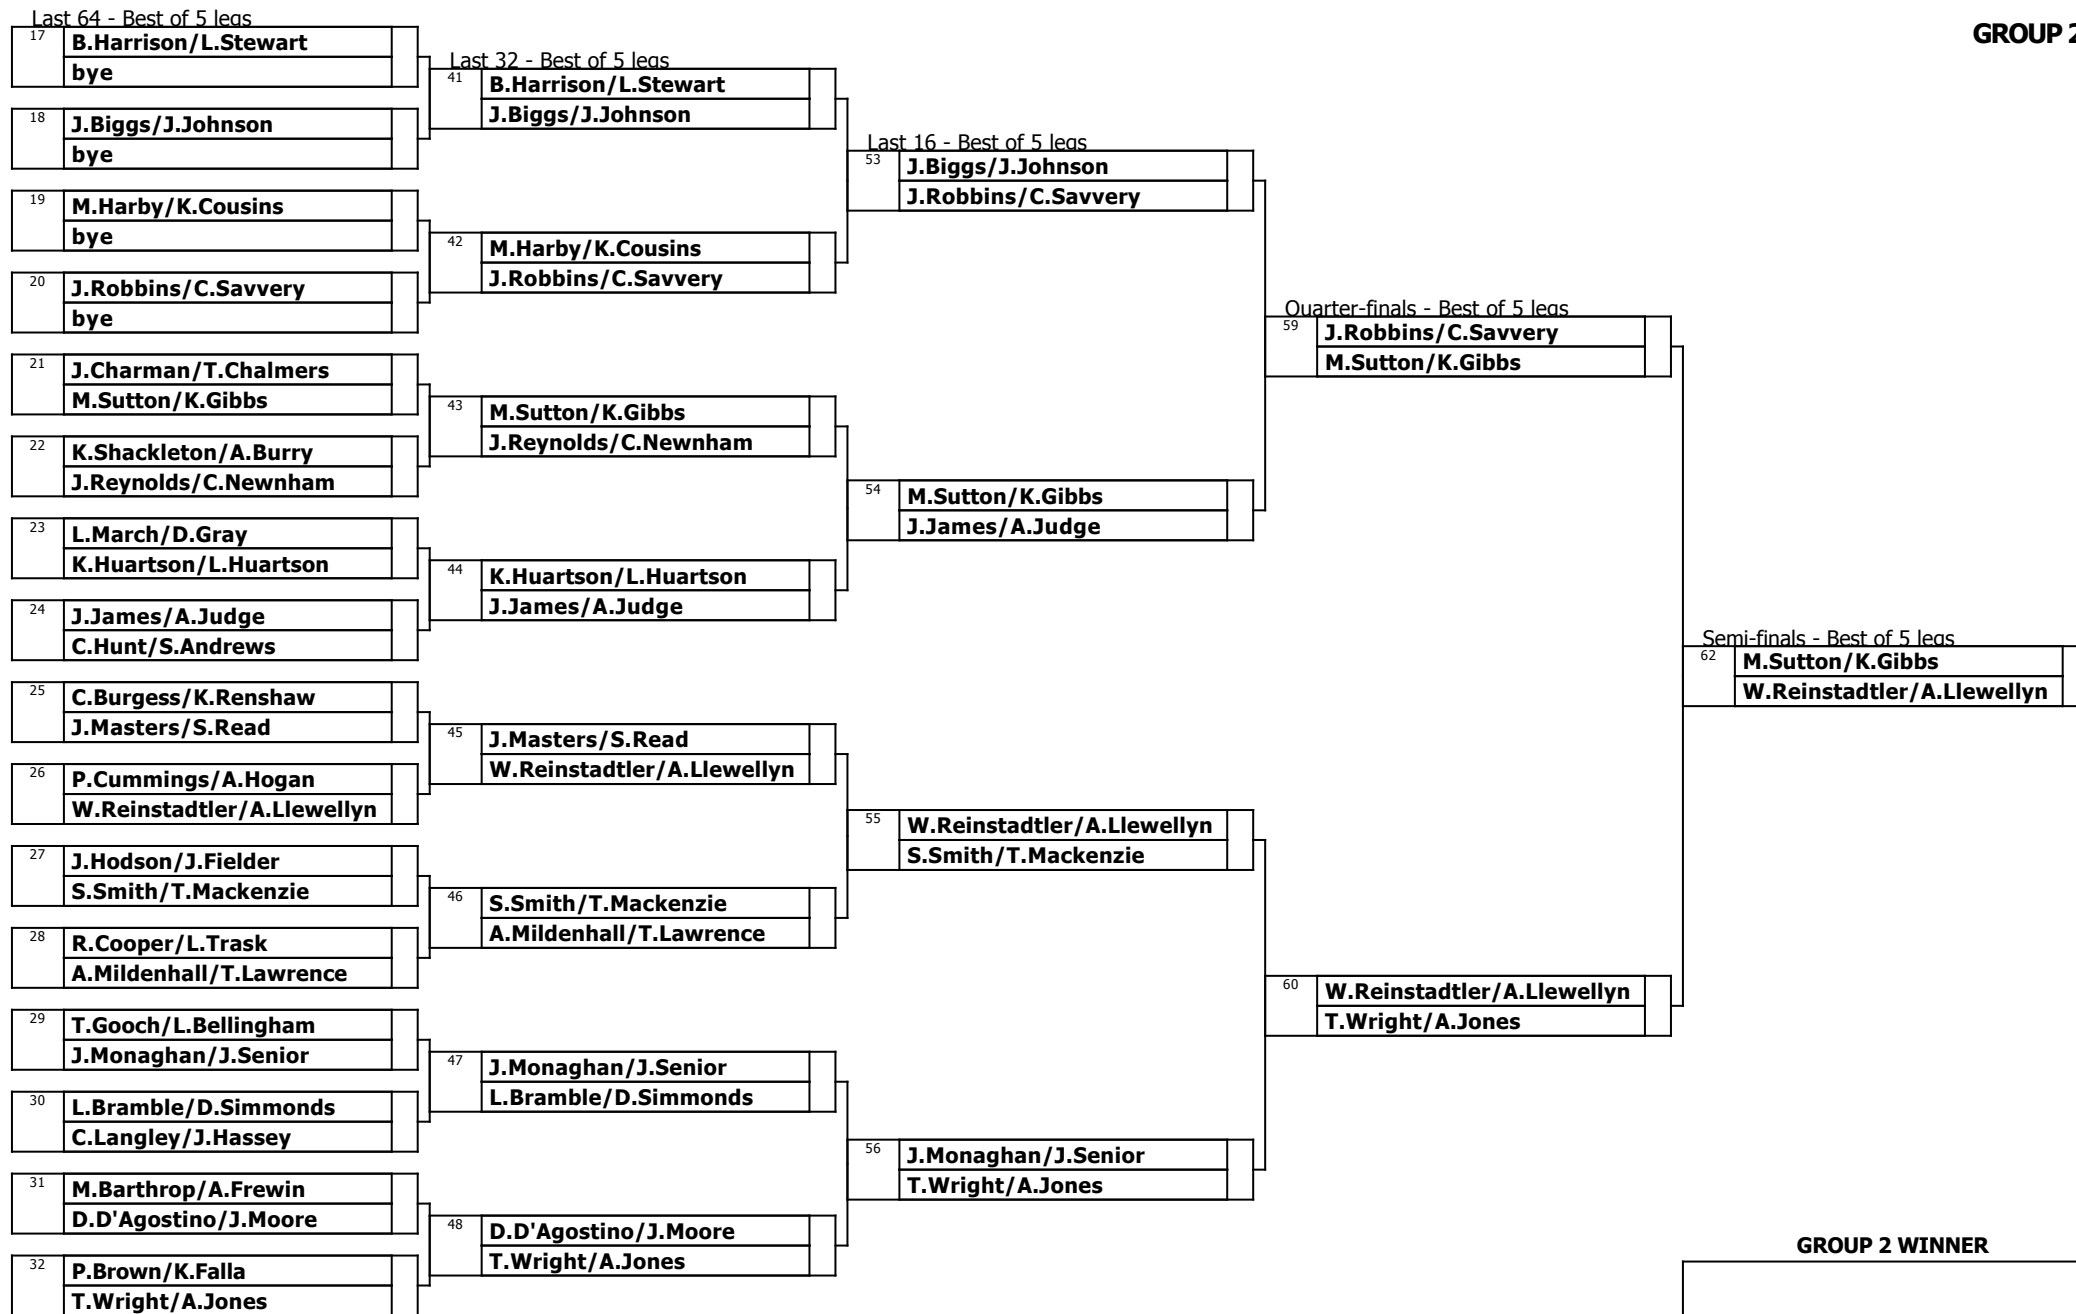 Last 64 - Best of 5 legs
GROUP 2
17
B.Harrison/L.Stewart
bye
18
J.Biggs/J.Johnson
bye
19
M.Harby/K.Cousins
bye
20
J.Robbins/C.Savvery
bye
21
J.Charman/T.Chalmers
M.Sutton/K.Gibbs
22
K.Shackleton/A.Burry
J.Reynolds/C.Newnham
23
L.March/D.Gray
K.Huartson/L.Huartson
24
J.James/A.Judge
C.Hunt/S.Andrews
25
C.Burgess/K.Renshaw
J.Masters/S.Read
26
P.Cummings/A.Hogan
W.Reinstadtler/A.Llewellyn
27
J.Hodson/J.Fielder
S.Smith/T.Mackenzie
28
R.Cooper/L.Trask
A.Mildenhall/T.Lawrence
29
T.Gooch/L.Bellingham
J.Monaghan/J.Senior
30
L.Bramble/D.Simmonds
C.Langley/J.Hassey
31
M.Barthrop/A.Frewin
D.D'Agostino/J.Moore
32
P.Brown/K.Falla
T.Wright/A.Jones
Last 32 - Best of 5 legs
41
B.Harrison/L.Stewart
J.Biggs/J.Johnson
42
M.Harby/K.Cousins
J.Robbins/C.Savvery
43
M.Sutton/K.Gibbs
J.Reynolds/C.Newnham
44
K.Huartson/L.Huartson
J.James/A.Judge
45
J.Masters/S.Read
W.Reinstadtler/A.Llewellyn
46
S.Smith/T.Mackenzie
A.Mildenhall/T.Lawrence
47
J.Monaghan/J.Senior
L.Bramble/D.Simmonds
48
D.D'Agostino/J.Moore
T.Wright/A.Jones
Last 16 - Best of 5 legs
53
J.Biggs/J.Johnson
J.Robbins/C.Savvery
54
M.Sutton/K.Gibbs
J.James/A.Judge
55
W.Reinstadtler/A.Llewellyn
S.Smith/T.Mackenzie
56
J.Monaghan/J.Senior
T.Wright/A.Jones
Quarter-finals - Best of 5 legs
59
J.Robbins/C.Savvery
M.Sutton/K.Gibbs
60
W.Reinstadtler/A.Llewellyn
T.Wright/A.Jones
Semi-finals - Best of 5 legs
62
M.Sutton/K.Gibbs
W.Reinstadtler/A.Llewellyn
GROUP 2 WINNER